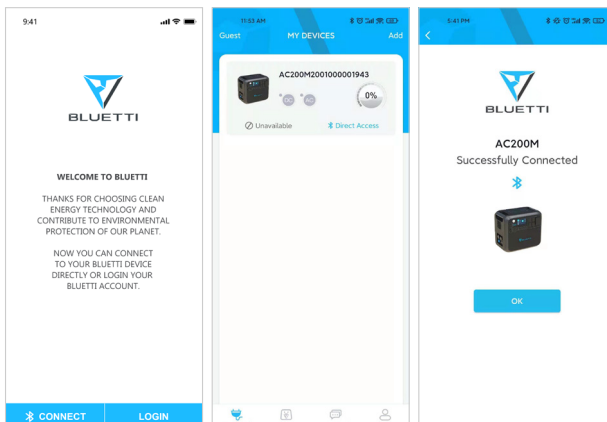 9:41
BLUETTI
WELCOME TO BLUETTI
THANKS FOR CHOOSING CLEAN
ENERGY TECHNOLOGY AND
CONTRIBUTE TO ENVIRONMENTAL
PROTECTION OF OUR PLANET.
NOW YOU CAN CONNECT
TO YOUR BLUETTI DEVICE
DIRECTLY OR LOGIN YOUR
BLUETTI ACCOUNT.
CONNECT LOGIN
11:53 AM
Guest MY DEVICES Add
AC200M2001000001943
DC AC 0%
Unavailable Direct Access
5:41 PM
BLUETTI
AC200M
Successfully Connected
OK